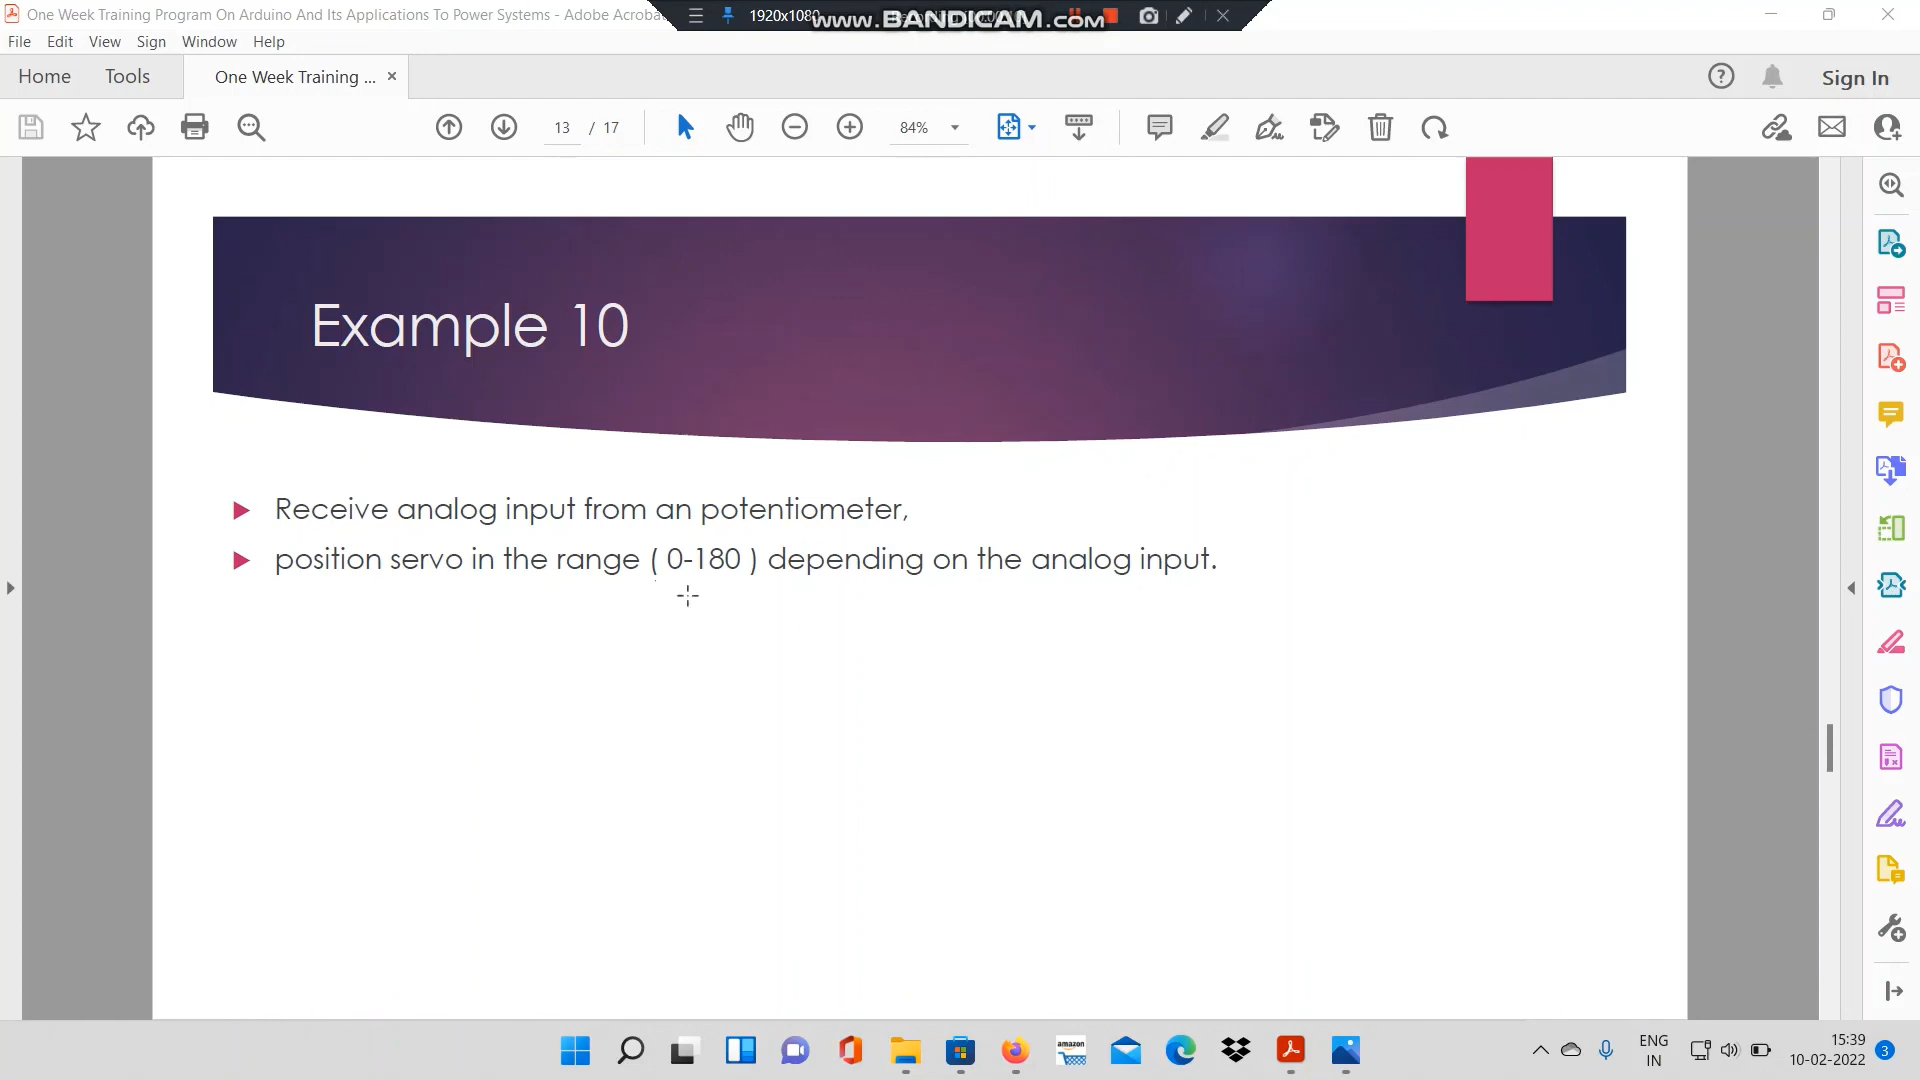 One Week Training Program On Arduino And Its Applications To Power Systems - Adobe Acroba
1920x1080
www.BANDICAM.com
File Edit View Sign Window Help
Home Tools One Week Training ... Sign In
13 / 17 84%
Example 10
Receive analog input from an potentiometer,
position servo in the range ( 0-180 ) depending on the analog input.
amazon
ENG
IN
15:39
10-02-2022
3